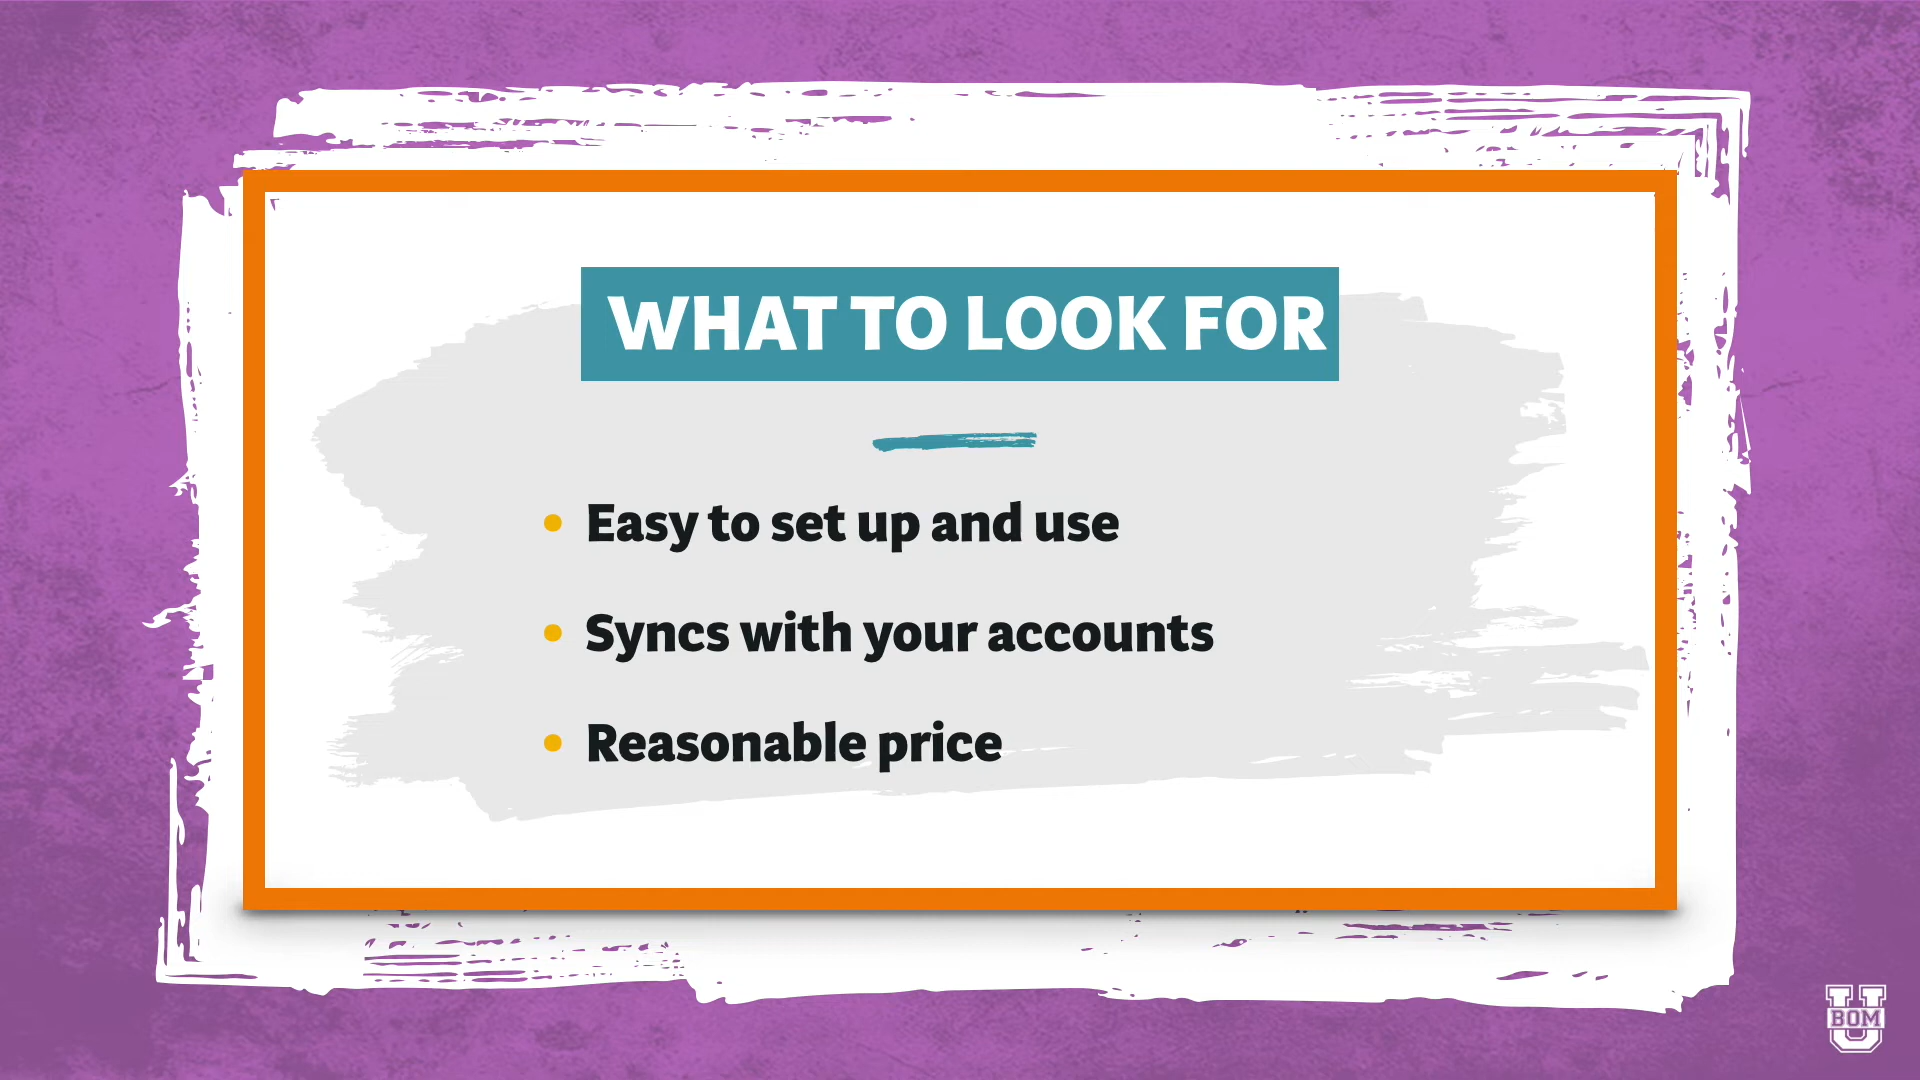 WHAT TO LOOK FOR
• Easy to set up and use
• Syncs with your accounts
• Reasonable price
U
BOM